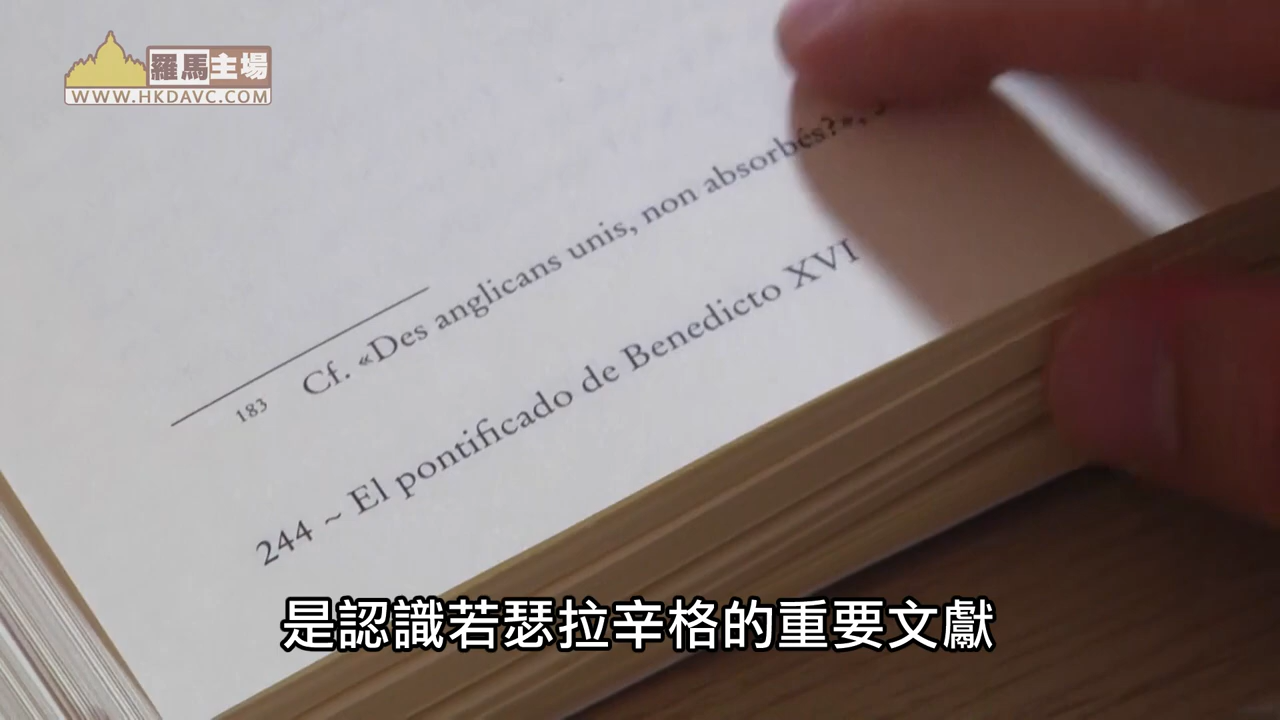 羅馬主場
WWW.HKDAVC.COM
183 Cf. «Des anglicans unis, non absorbés?»,
244 ~ El pontificado de Benedicto XVI
是認識若瑟拉辛格的重要文獻